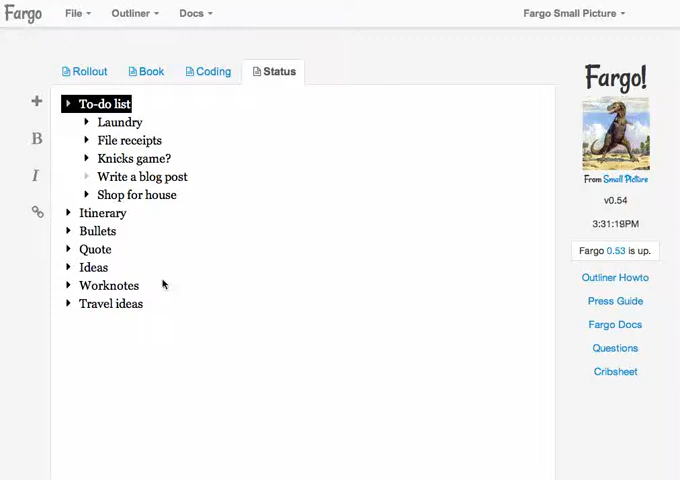 Fargo File Outliner Docs Fargo Small Picture
Rollout Book Coding Status
To-do list
Laundry
File receipts
Knicks game?
Write a blog post
Shop for house
Itinerary
Bullets
Quote
Ideas
Worknotes
Travel ideas
B
I
Fargo!
From Small Picture
v0.54
3:31:19PM
Fargo 0.53 is up.
Outliner Howto
Press Guide
Fargo Docs
Questions
Cribsheet